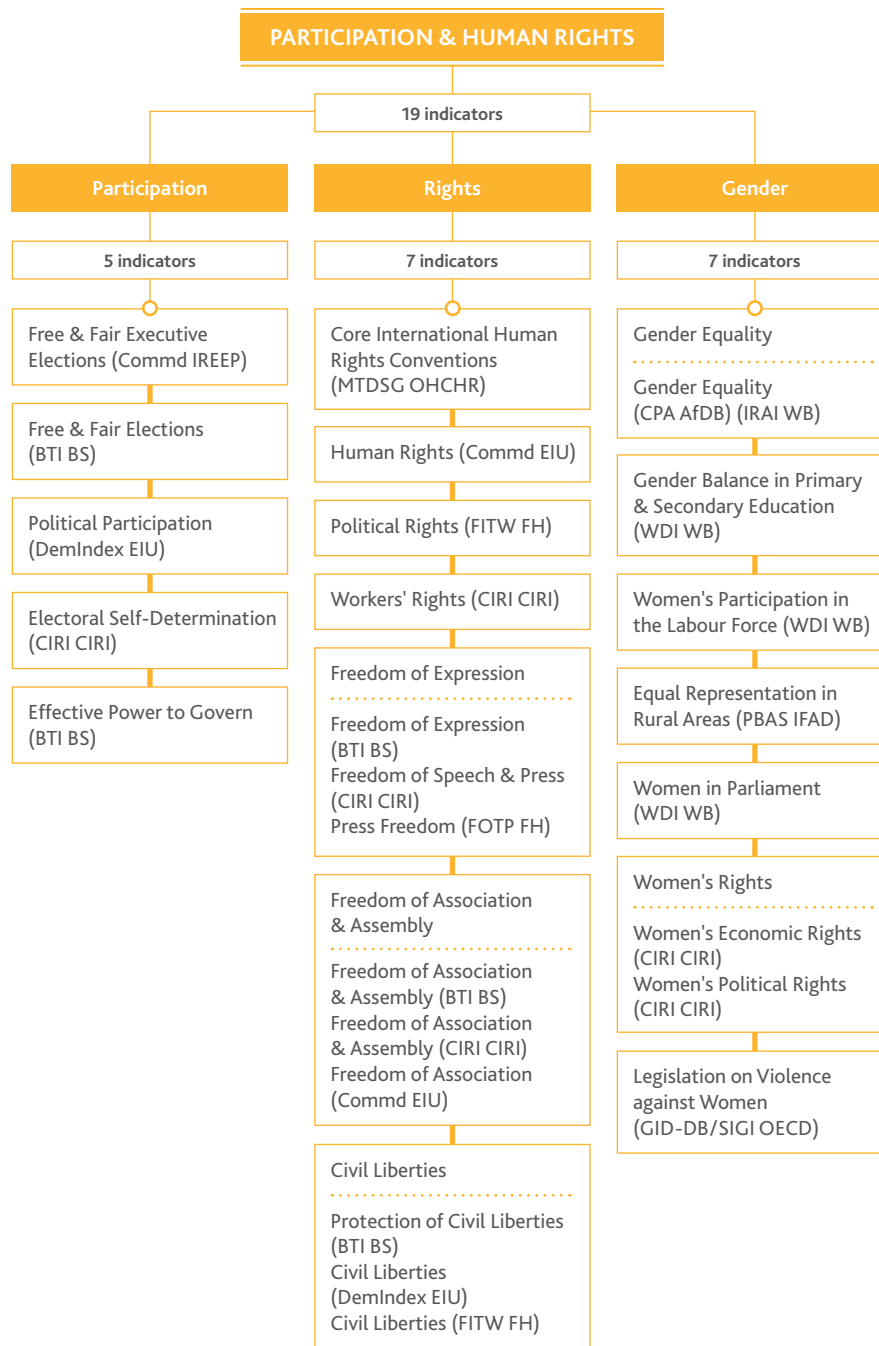 PARTICIPATION & HUMAN RIGHTS
19 indicators
Participation
5 indicators
Free & Fair Executive
Elections (Commd IREEP)
Free & Fair Elections
(BTI BS)
Political Participation
(DemIndex EIU)
Electoral Self-Determination
(CIRI CIRI)
Effective Power to Govern
(BTI BS)
Rights
7 indicators
Core International Human
Rights Conventions
(MTDSG OHCHR)
Human Rights (Commd EIU)
Political Rights (FITW FH)
Workers' Rights (CIRI CIRI)
Freedom of Expression
Freedom of Expression
(BTI BS)
Freedom of Speech & Press
(CIRI CIRI)
Press Freedom (FOTP FH)
Freedom of Association
& Assembly
Freedom of Association
& Assembly (BTI BS)
Freedom of Association
& Assembly (CIRI CIRI)
Freedom of Association
(Commd EIU)
Civil Liberties
Protection of Civil Liberties
(BTI BS)
Civil Liberties
(DemIndex EIU)
Civil Liberties (FITW FH)
Gender
7 indicators
Gender Equality
Gender Equality
(CPA AfDB) (IRAI WB)
Gender Balance in Primary
& Secondary Education
(WDI WB)
Women's Participation in
the Labour Force (WDI WB)
Equal Representation in
Rural Areas (PBAS IFAD)
Women in Parliament
(WDI WB)
Women's Rights
Women's Economic Rights
(CIRI CIRI)
Women's Political Rights
(CIRI CIRI)
Legislation on Violence
against Women
(GID-DB/SIGI OECD)